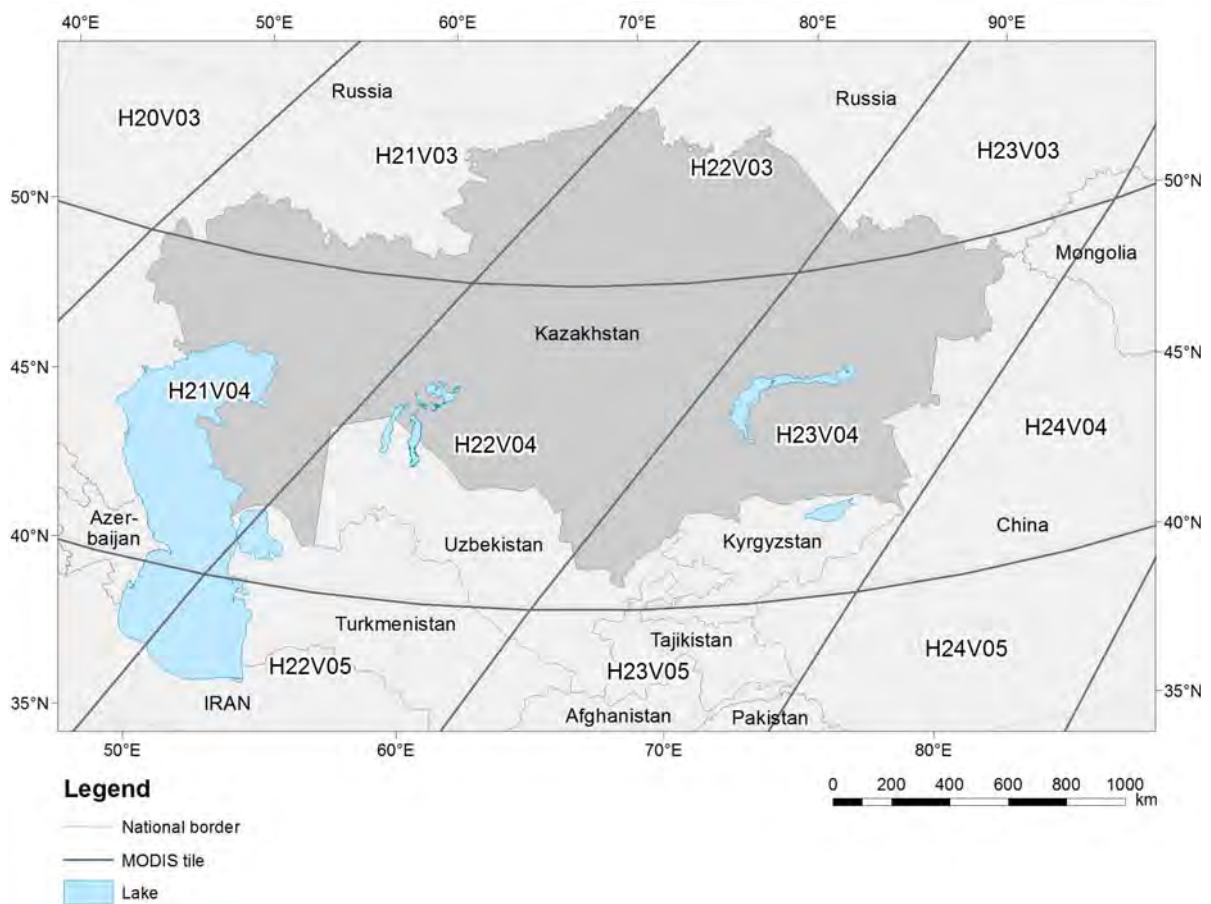 40°E 50°E 60°E 70°E 80°E 90°E
Russia
Russia
H20V03
H21V03
H22V03
H23V03
50°N
50°N
Mongolia
Kazakhstan
45°N
45°N
H21V04
H22V04
H23V04
H24V04
Azer-
baijan
40°N
40°N
Uzbekistan
Kyrgyzstan
China
Turkmenistan
Tajikistan
H22V05
H23V05
H24V05
35°N
35°N
IRAN
Afghanistan
Pakistan
50°E 60°E 70°E 80°E
Legend
National border
MODIS tile
Lake
0 200 400 600 800 1000
km